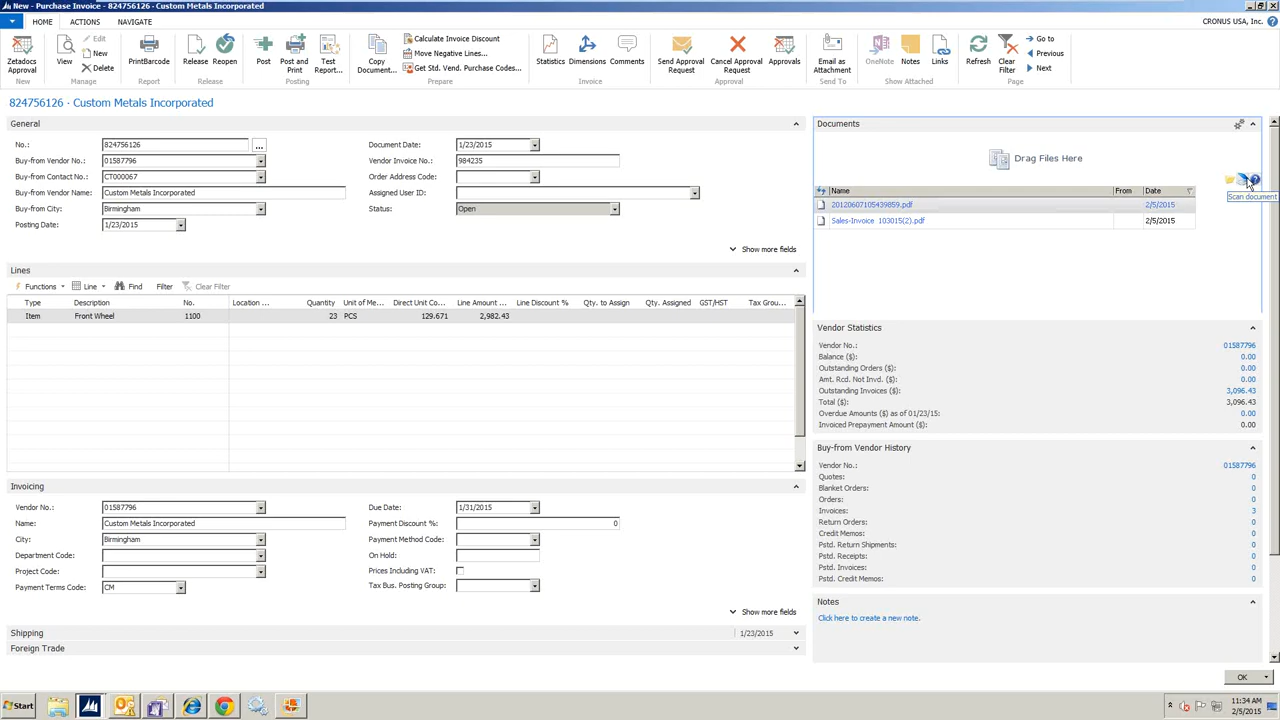 New - Purchase Invoice - 824756126 · Custom Metals Incorporated
HOME ACTIONS NAVIGATE CRONUS USA, Inc.
Zetadocs Approval
View
Edit
New
Delete
Manage
PrintBarcode
Report
Release Reopen
Release
Post Post and Print Test Report...
Posting
Copy Document...
Calculate Invoice Discount
Move Negative Lines...
Get Std. Vend. Purchase Codes...
Prepare
Statistics Dimensions Comments
Invoice
Send Approval Request Cancel Approval Request Approvals
Approval
Email as Attachment
Send To
OneNote Notes Links
Show Attached
Refresh Clear Filter
Go to
Previous
Next
Page
824756126 · Custom Metals Incorporated
General
No.: 824756126 ...
Buy-from Vendor No.: 01587796
Buy-from Contact No.: CT000067
Buy-from Vendor Name: Custom Metals Incorporated
Buy-from City: Birmingham
Posting Date: 1/23/2015
Document Date: 1/23/2015
Vendor Invoice No.: 984235
Order Address Code:
Assigned User ID:
Status: Open
Show more fields
Lines
Functions Line Find Filter Clear Filter
Type Description No. Location ... Quantity Unit of Me... Direct Unit Co... Line Amount ... Line Discount % Qty. to Assign Qty. Assigned GST/HST Tax Grou...
Item Front Wheel 1100 23 PCS 129.671 2,982.43
Invoicing
Vendor No.: 01587796
Name: Custom Metals Incorporated
City: Birmingham
Department Code:
Project Code:
Payment Terms Code: CM
Due Date: 1/31/2015
Payment Discount %: 0
Payment Method Code:
On Hold:
Prices Including VAT:
Tax Bus. Posting Group:
Show more fields
Shipping 1/23/2015
Foreign Trade
Documents
Drag Files Here
Scan document
Name From Date
20120607105439859.pdf 2/5/2015
Sales-Invoice 103015(2).pdf 2/5/2015
Vendor Statistics
Vendor No.: 01587796
Balance ($): 0.00
Outstanding Orders ($): 0.00
Amt. Rcd. Not Invd. ($): 0.00
Outstanding Invoices ($): 3,096.43
Total ($): 3,096.43
Overdue Amounts ($) as of 01/23/15: 0.00
Invoiced Prepayment Amount ($): 0.00
Buy-from Vendor History
Vendor No.: 01587796
Quotes: 0
Blanket Orders: 0
Orders: 0
Invoices: 3
Return Orders: 0
Credit Memos: 0
Pstd. Return Shipments: 0
Pstd. Receipts: 0
Pstd. Invoices: 0
Pstd. Credit Memos: 0
Notes
Click here to create a new note.
OK
Start
11:34 AM
2/5/2015